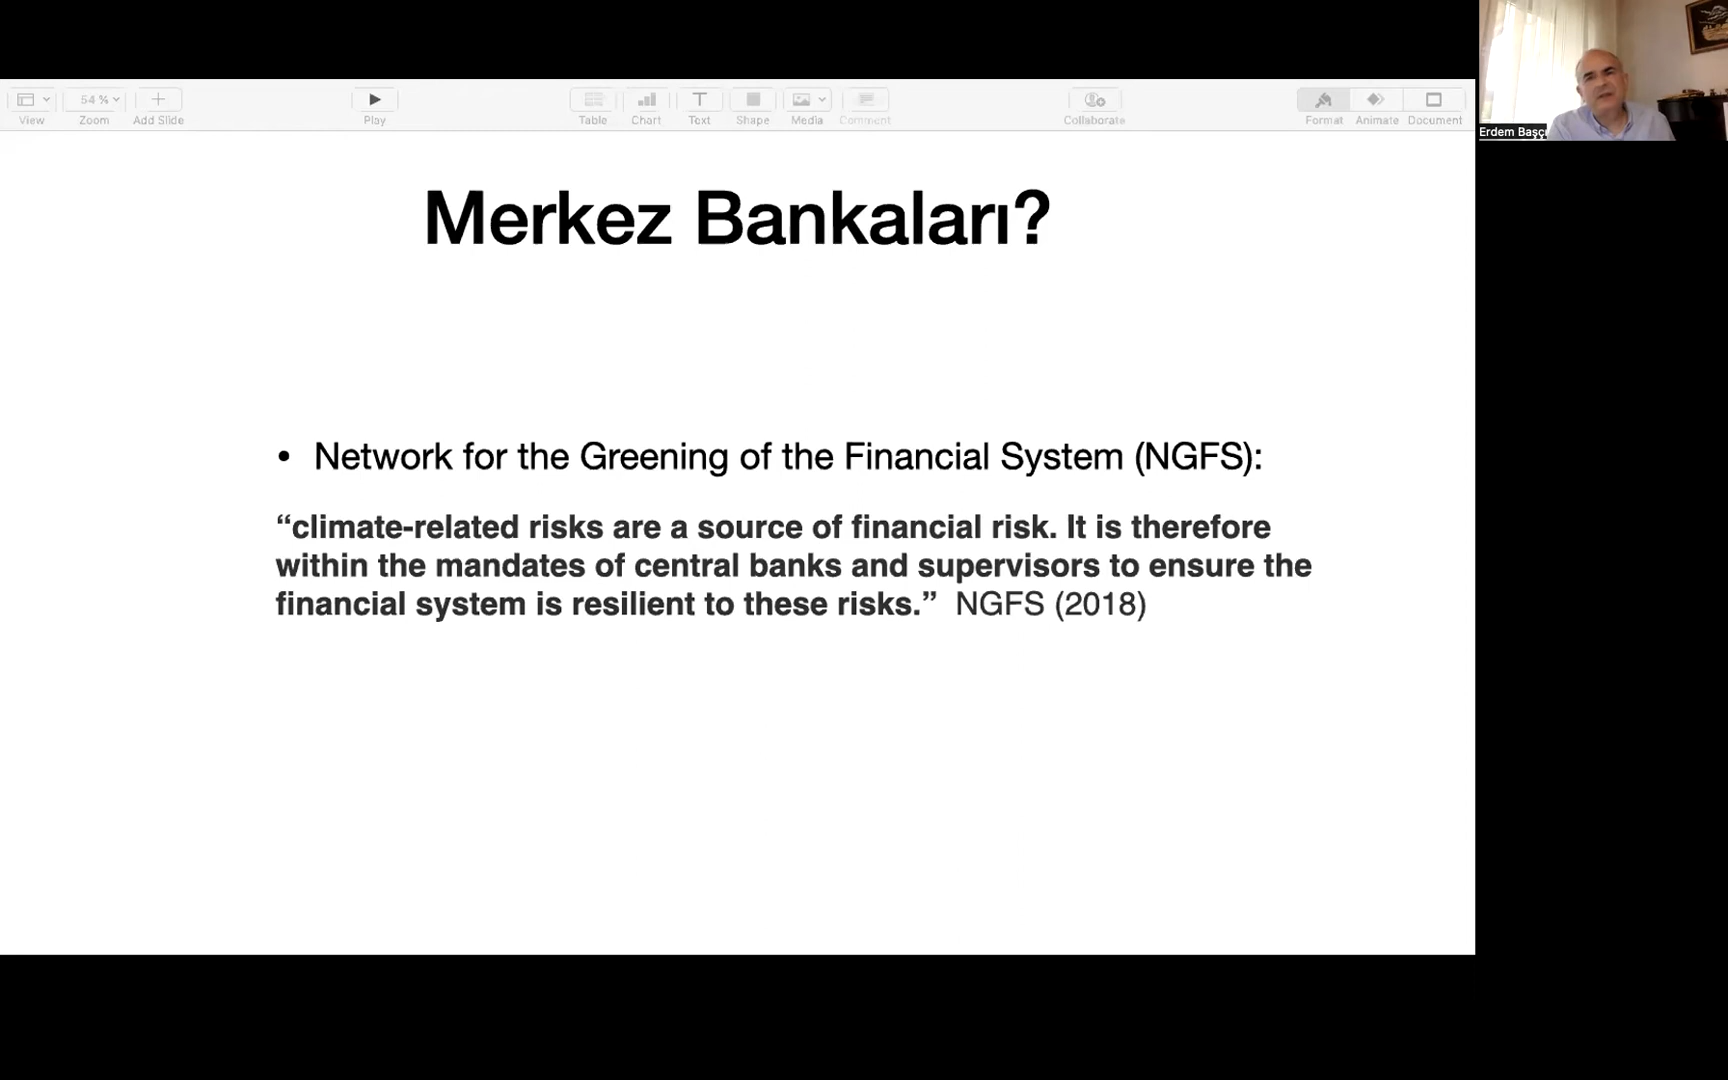 View
54 %
Zoom
Add Slide
Play
Table
Chart
Text
Shape
Media
Comment
Collaborate
Format
Animate
Document
Erdem Başçı
Merkez Bankaları?
• Network for the Greening of the Financial System (NGFS):
“climate-related risks are a source of financial risk. It is therefore
within the mandates of central banks and supervisors to ensure the
financial system is resilient to these risks.” NGFS (2018)